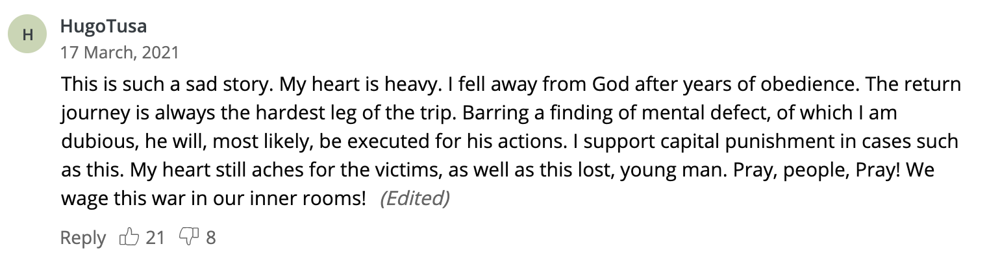 H
HugoTusa
17 March, 2021
This is such a sad story. My heart is heavy. I fell away from God after years of obedience. The return
journey is always the hardest leg of the trip. Barring a finding of mental defect, of which I am
dubious, he will, most likely, be executed for his actions. I support capital punishment in cases such
as this. My heart still aches for the victims, as well as this lost, young man. Pray, people, Pray! We
wage this war in our inner rooms! (Edited)
Reply 21 8